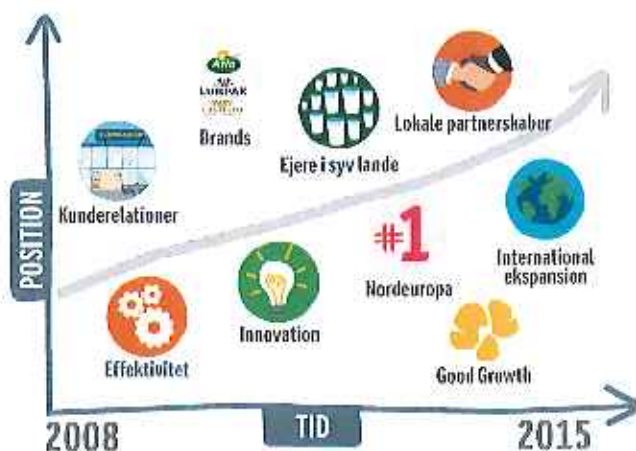 Arla
LURPAK
Brands
Lokale partnerskaber
Ejere i syv lande
Kunderelationer
POSITION
#1
Nordeuropa
International
ekspansion
Innovation
Effektivitet
Good Growth
2008
TID
2015